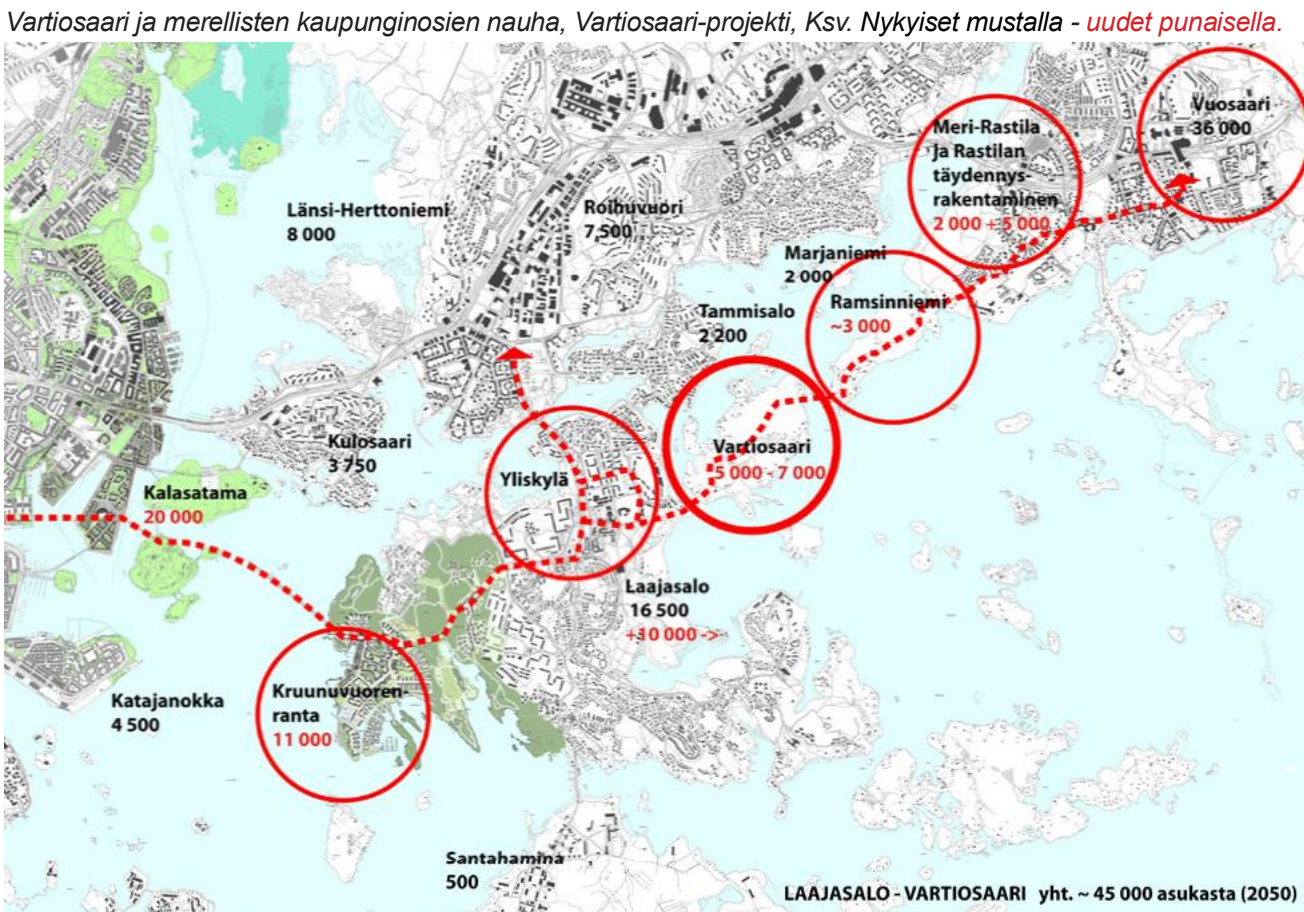 Vartiosaari ja merellisten kaupunginosien nauha, Vartiosaari-projekti, Ksv. Nykyiset mustalla - uudet punaisella.
Vuosaari
36 000
Meri-Rastila
ja Rastilan
täydennys-
rakentaminen
2 000 + 5 000
Länsi-Herttoniemi
8 000
Roihuvuori
7 500
Marjaniemi
2 000
Ramsinniemi
~3 000
Tammisalo
2 200
Kulosaari
3 750
Vartiosaari
5 000 - 7 000
Yliskylä
Kalasatama
20 000
Laajasalo
16 500
+10 000 ->
Kruunuvuoren-
ranta
11 000
Katajanokka
4 500
Santahamina
500
LAAJASALO - VARTIOSAARI yht. ~ 45 000 asukasta (2050)